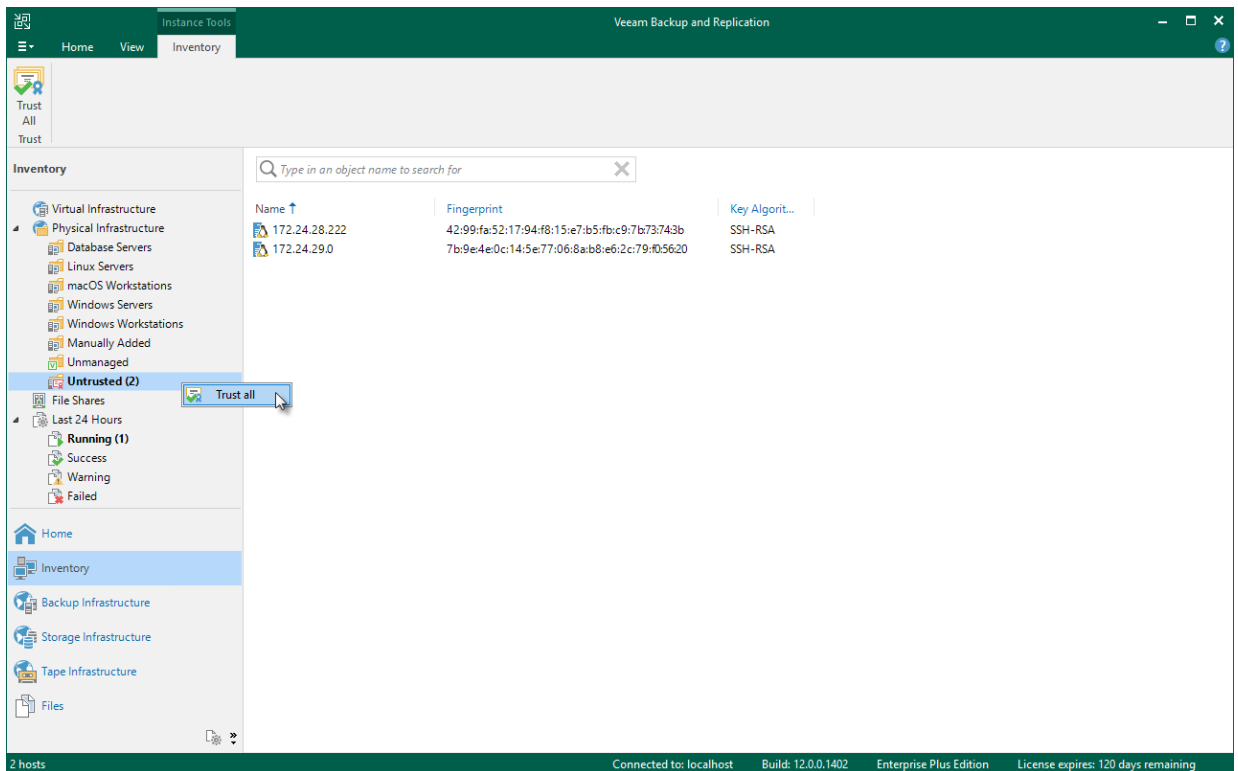 Instance Tools
Veeam Backup and Replication
Home View Inventory
Trust
All
Trust
Inventory
Type in an object name to search for
Virtual Infrastructure
Physical Infrastructure
Database Servers
Linux Servers
macOS Workstations
Windows Servers
Windows Workstations
Manually Added
Unmanaged
Untrusted (2)
File Shares
Last 24 Hours
Running (1)
Success
Warning
Failed
Name Fingerprint Key Algorit...
172.24.28.222 42:99:fa:52:17:94:f8:15:e7:b5:fb:c9:7b:73:74:3b SSH-RSA
172.24.29.0 7b:9e:4e:0c:14:5e:77:06:8a:b8:e6:2c:79:f0:56:20 SSH-RSA
Trust all
Home
Inventory
Backup Infrastructure
Storage Infrastructure
Tape Infrastructure
Files
2 hosts Connected to: localhost Build: 12.0.0.1402 Enterprise Plus Edition License expires: 120 days remaining